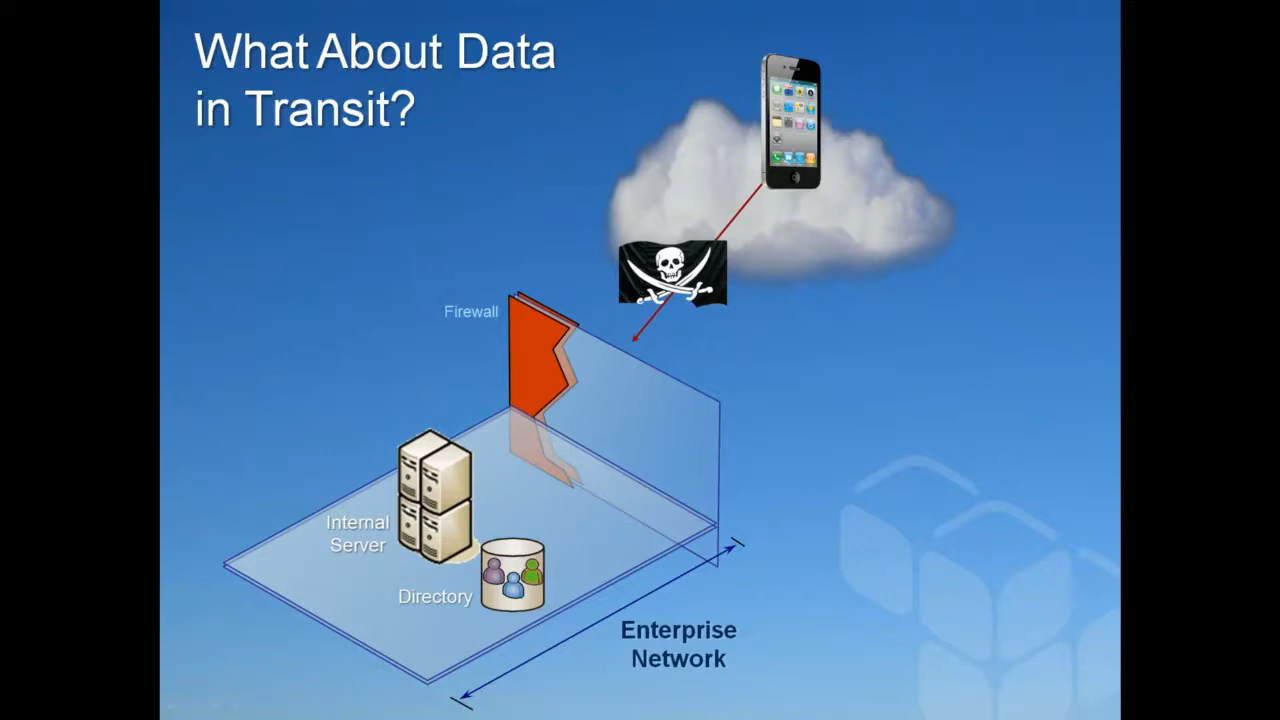 What About Data
in Transit?
Firewall
Internal
Server
Directory
Enterprise
Network